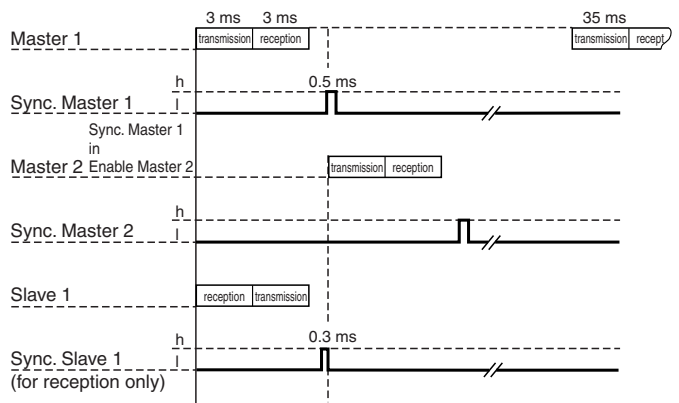 3 ms 3 ms 35 ms
Master 1 transmission reception transmission recept
h 0.5 ms
Sync. Master 1 l
Sync. Master 1
in
Master 2 Enable Master 2 transmission reception
h
Sync. Master 2 l
Slave 1 reception transmission
h 0.3 ms
Sync. Slave 1 l
(for reception only)